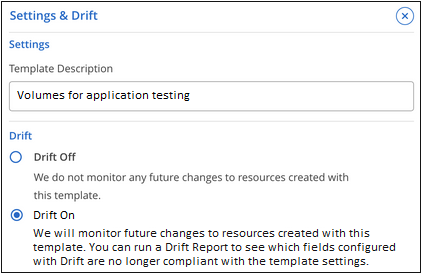 Settings & Drift
Settings
Template Description
Volumes for application testing
Drift
Drift Off
We do not monitor any future changes to resources created with
this template.
Drift On
We will monitor future changes to resources created with this
template. You can run a Drift Report to see which fields configured
with Drift are no longer compliant with the template settings.